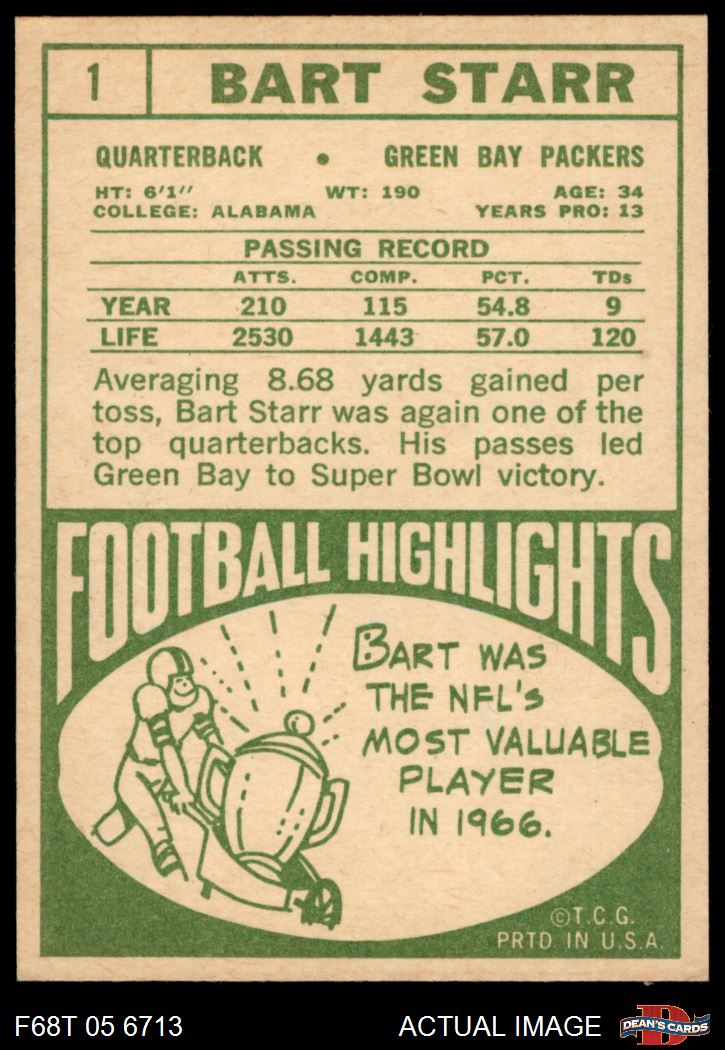 1 BART STARR
QUARTERBACK • GREEN BAY PACKERS
HT: 6'1" WT: 190 AGE: 34
COLLEGE: ALABAMA YEARS PRO: 13
PASSING RECORD
ATTS. COMP. PCT. TDs
YEAR 210 115 54.8 9
LIFE 2530 1443 57.0 120
Averaging 8.68 yards gained per
toss, Bart Starr was again one of the
top quarterbacks. His passes led
Green Bay to Super Bowl victory.
FOOTBALL HIGHLIGHTS
BART WAS
THE NFL'S
MOST VALUABLE
PLAYER
IN 1966.
©T.C.G.
PRTD IN U.S.A.
F68T 05 6713 ACTUAL IMAGE D DEAN'S CARDS